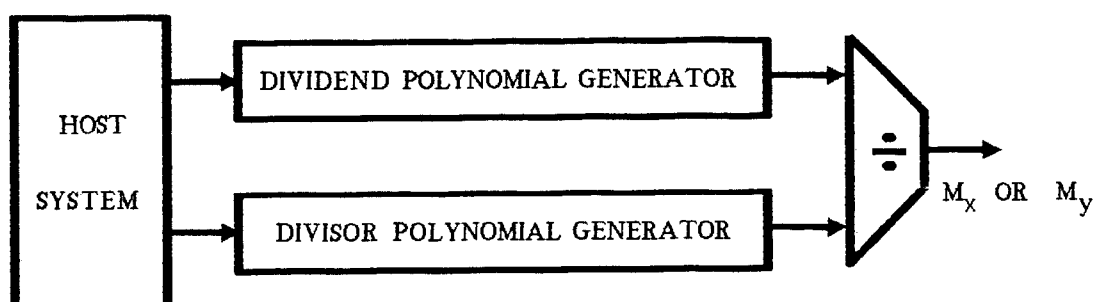 HOST
SYSTEM
DIVIDEND POLYNOMIAL GENERATOR
DIVISOR POLYNOMIAL GENERATOR
÷
Mx OR My